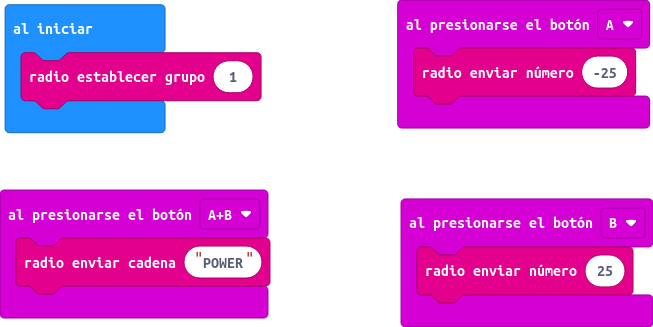 al iniciar
radio establecer grupo 1
al presionarse el botón A
radio enviar número -25
al presionarse el botón A+B
radio enviar cadena "POWER"
al presionarse el botón B
radio enviar número 25